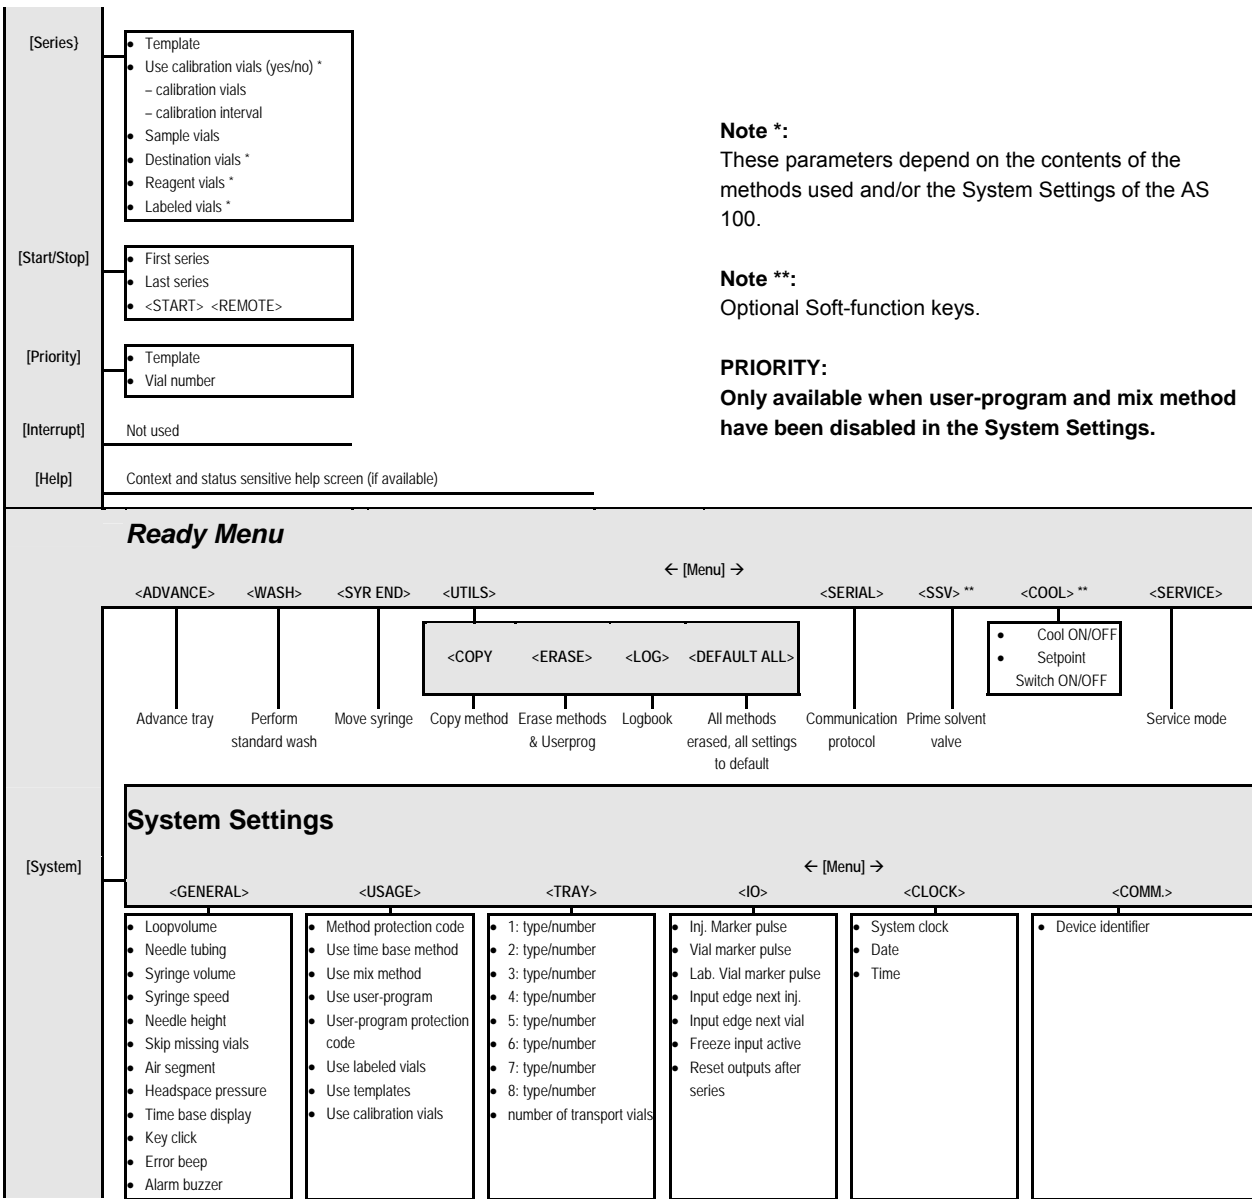 [Series}
• Template
• Use calibration vials (yes/no) *
– calibration vials
– calibration interval
• Sample vials
• Destination vials *
• Reagent vials *
• Labeled vials *
[Start/Stop]
• First series
• Last series
• <START> <REMOTE>
[Priority]
• Template
• Vial number
[Interrupt]
Not used
[Help]
Context and status sensitive help screen (if available)
Note *:
These parameters depend on the contents of the
methods used and/or the System Settings of the AS
100.
Note **:
Optional Soft-function keys.
PRIORITY:
Only available when user-program and mix method
have been disabled in the System Settings.
Ready Menu
← [Menu] →
<ADVANCE> <WASH> <SYR END> <UTILS> <SERIAL> <SSV> ** <COOL> ** <SERVICE>
<COPY <ERASE> <LOG> <DEFAULT ALL>
• Cool ON/OFF
• Setpoint
Switch ON/OFF
Advance tray
Perform
standard wash
Move syringe
Copy method
Erase methods
& Userprog
Logbook
All methods
erased, all settings
to default
Communication
protocol
Prime solvent
valve
Service mode
System Settings
[System]
← [Menu] →
<GENERAL> <USAGE> <TRAY> <IO> <CLOCK> <COMM.>
• Loopvolume
• Needle tubing
• Syringe volume
• Syringe speed
• Needle height
• Skip missing vials
• Air segment
• Headspace pressure
• Time base display
• Key click
• Error beep
• Alarm buzzer
• Method protection code
• Use time base method
• Use mix method
• Use user-program
• User-program protection
code
• Use labeled vials
• Use templates
• Use calibration vials
• 1: type/number
• 2: type/number
• 3: type/number
• 4: type/number
• 5: type/number
• 6: type/number
• 7: type/number
• 8: type/number
• number of transport vials
• Inj. Marker pulse
• Vial marker pulse
• Lab. Vial marker pulse
• Input edge next inj.
• Input edge next vial
• Freeze input active
• Reset outputs after
series
• System clock
• Date
• Time
• Device identifier